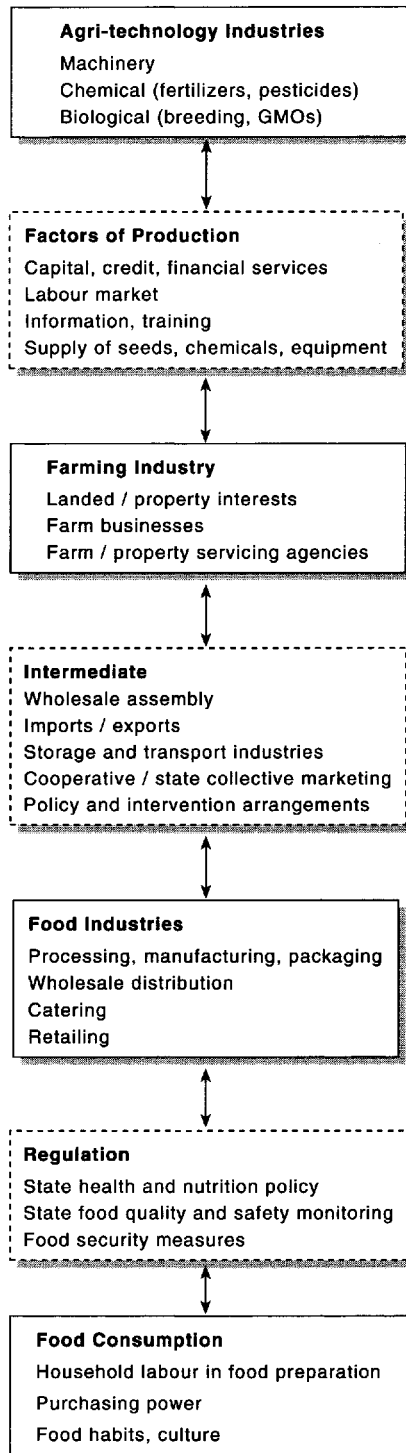 Agri-technology Industries
Machinery
Chemical (fertilizers, pesticides)
Biological (breeding, GMOs)
Factors of Production
Capital, credit, financial services
Labour market
Information, training
Supply of seeds, chemicals, equipment
Farming Industry
Landed / property interests
Farm businesses
Farm / property servicing agencies
Intermediate
Wholesale assembly
Imports / exports
Storage and transport industries
Cooperative / state collective marketing
Policy and intervention arrangements
Food Industries
Processing, manufacturing, packaging
Wholesale distribution
Catering
Retailing
Regulation
State health and nutrition policy
State food quality and safety monitoring
Food security measures
Food Consumption
Household labour in food preparation
Purchasing power
Food habits, culture